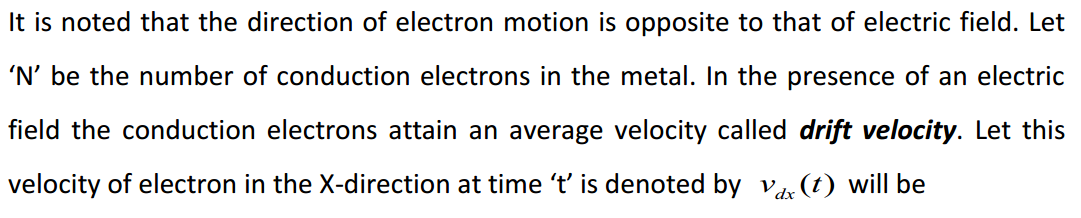 It is noted that the direction of electron motion is opposite to that of electric field. Let
‘N’ be the number of conduction electrons in the metal. In the presence of an electric
field the conduction electrons attain an average velocity called drift velocity. Let this
velocity of electron in the X-direction at time ‘t’ is denoted by v_{dx}(t) will be